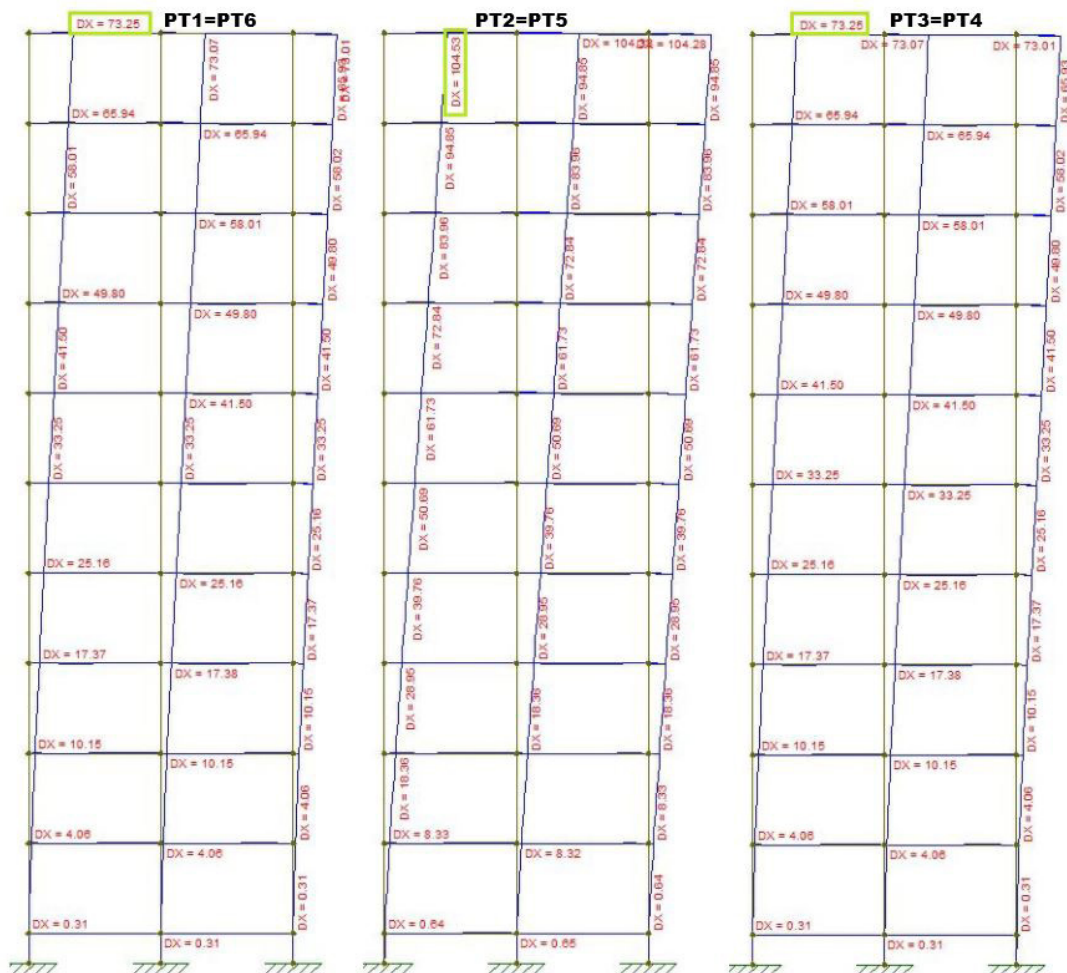 PT1=PT6
DX = 73.25
DX = 73.07
DX = 73.01
DX = 65.93
DX = 65.94
DX = 65.94
DX = 58.01
DX = 58.02
DX = 58.01
DX = 49.80
DX = 49.80
DX = 49.80
DX = 41.50
DX = 41.50
DX = 41.50
DX = 33.25
DX = 33.25
DX = 33.25
DX = 25.16
DX = 25.16
DX = 25.16
DX = 17.37
DX = 17.37
DX = 17.38
DX = 10.15
DX = 10.15
DX = 10.15
DX = 4.06
DX = 4.06
DX = 4.06
DX = 0.31
DX = 0.31
DX = 0.31
PT2=PT5
DX = 104.53
DX =
DX = 104.28
DX = 94.85
DX = 94.85
DX = 94.85
DX = 83.96
DX = 83.96
DX = 83.96
DX = 72.84
DX = 72.84
DX = 72.84
DX = 61.73
DX = 61.73
DX = 61.73
DX = 50.69
DX = 50.69
DX = 50.69
DX = 39.76
DX = 39.76
DX = 39.76
DX = 28.95
DX = 28.95
DX = 28.95
DX = 18.36
DX = 18.36
DX = 18.36
DX = 8.33
DX = 8.33
DX = 8.32
DX = 0.64
DX = 0.64
DX = 0.65
PT3=PT4
DX = 73.25
DX = 73.07
DX = 73.01
DX = 65.93
DX = 65.94
DX = 65.94
DX = 58.02
DX = 58.01
DX = 58.01
DX = 49.80
DX = 49.80
DX = 49.80
DX = 41.50
DX = 41.50
DX = 41.50
DX = 33.25
DX = 33.25
DX = 33.25
DX = 25.16
DX = 25.16
DX = 25.16
DX = 17.37
DX = 17.37
DX = 17.38
DX = 10.15
DX = 10.15
DX = 10.15
DX = 4.06
DX = 4.06
DX = 4.06
DX = 0.31
DX = 0.31
DX = 0.31